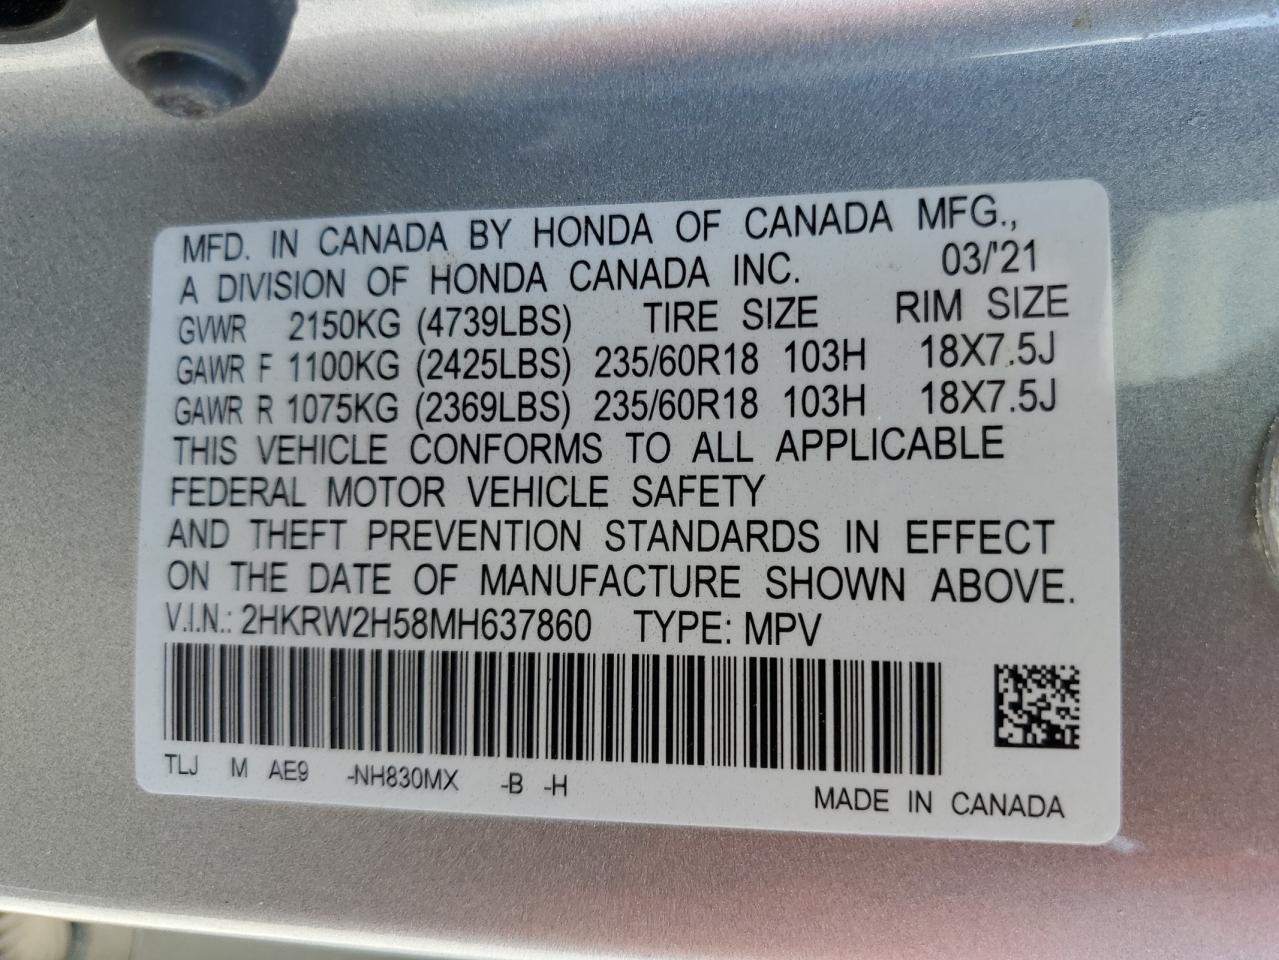 MFD. IN CANADA BY HONDA OF CANADA MFG.,
A DIVISION OF HONDA CANADA INC. 03/'21
GVWR 2150KG (4739LBS) TIRE SIZE RIM SIZE
GAWR F 1100KG (2425LBS) 235/60R18 103H 18X7.5J
GAWR R 1075KG (2369LBS) 235/60R18 103H 18X7.5J
THIS VEHICLE CONFORMS TO ALL APPLICABLE
FEDERAL MOTOR VEHICLE SAFETY
AND THEFT PREVENTION STANDARDS IN EFFECT
ON THE DATE OF MANUFACTURE SHOWN ABOVE.
V.I.N.: 2HKRW2H58MH637860 TYPE: MPV
TLJ M AE9 -NH830MX -B -H
MADE IN CANADA